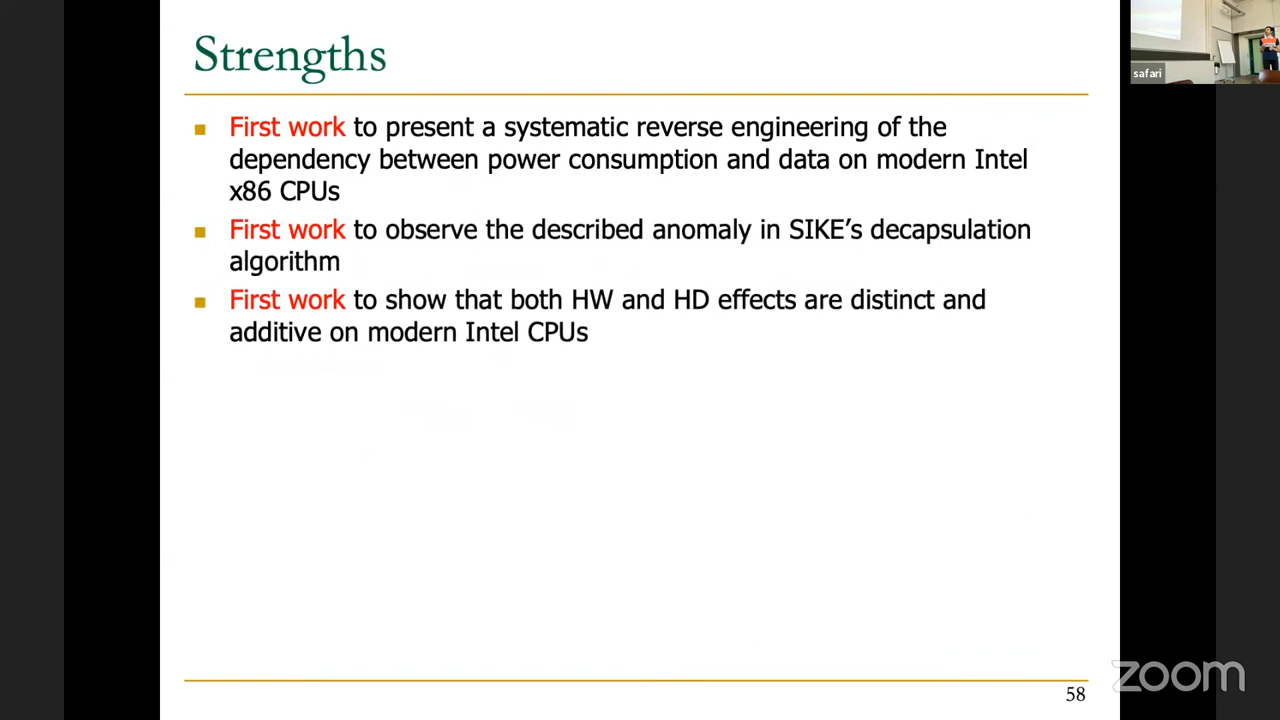 Strengths
First work to present a systematic reverse engineering of the
dependency between power consumption and data on modern Intel
x86 CPUs
First work to observe the described anomaly in SIKE’s decapsulation
algorithm
First work to show that both HW and HD effects are distinct and
additive on modern Intel CPUs
safari
zoom
58